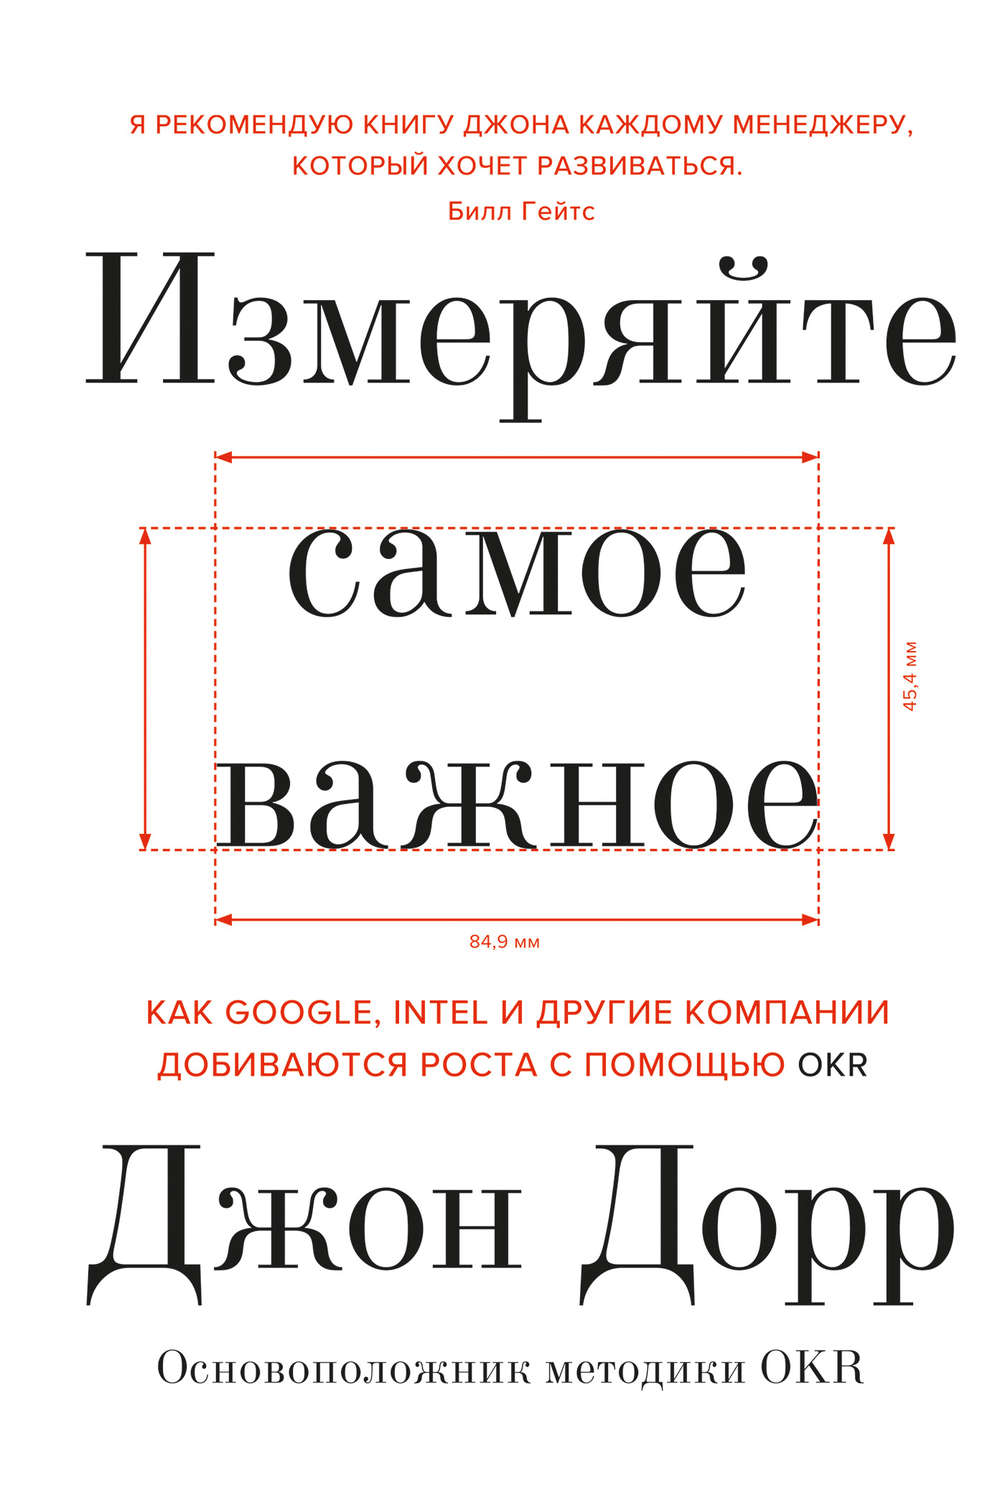 Я РЕКОМЕНДУЮ КНИГУ ДЖОНА КАЖДОМУ МЕНЕДЖЕРУ,
КОТОРЫЙ ХОЧЕТ РАЗВИВАТЬСЯ.
Билл Гейтс
Измеряйте
самое
45,4 мм
важное
84,9 мм
КАК GOOGLE, INTEL И ДРУГИЕ КОМПАНИИ
ДОБИВАЮТСЯ РОСТА С ПОМОЩЬЮ OKR
Джон Дорр
Основоположник методики OKR